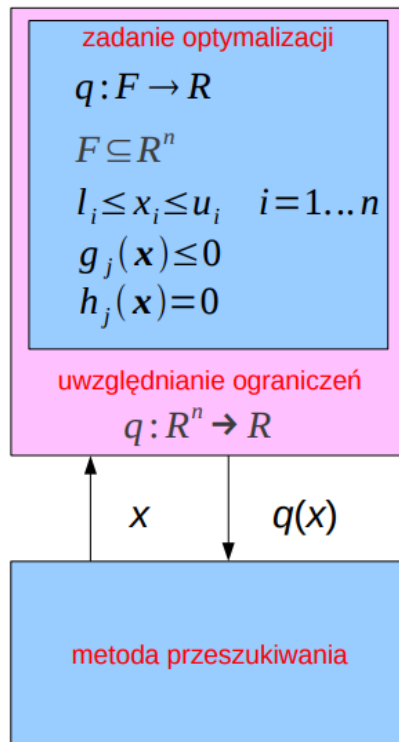 zadanie optymalizacji
q : F → R
F ⊆ Rⁿ
lᵢ ≤ xᵢ ≤ uᵢ   i = 1... n
gⱼ(x) ≤ 0
hⱼ(x) = 0
uwzględnianie ograniczeń
q : Rⁿ → R
x   q(x)
metoda przeszukiwania